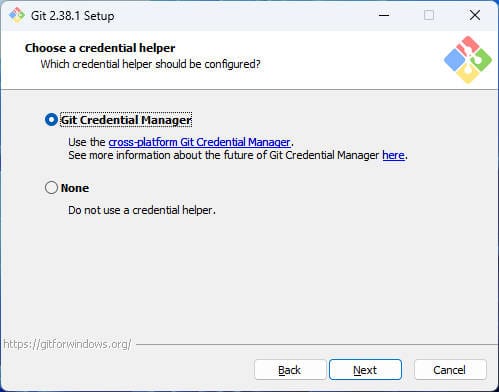 Git 2.38.1 Setup
Choose a credential helper
Which credential helper should be configured?
Git Credential Manager
Use the cross-platform Git Credential Manager.
See more information about the future of Git Credential Manager here.
None
Do not use a credential helper.
https://gitforwindows.org/
Back Next Cancel